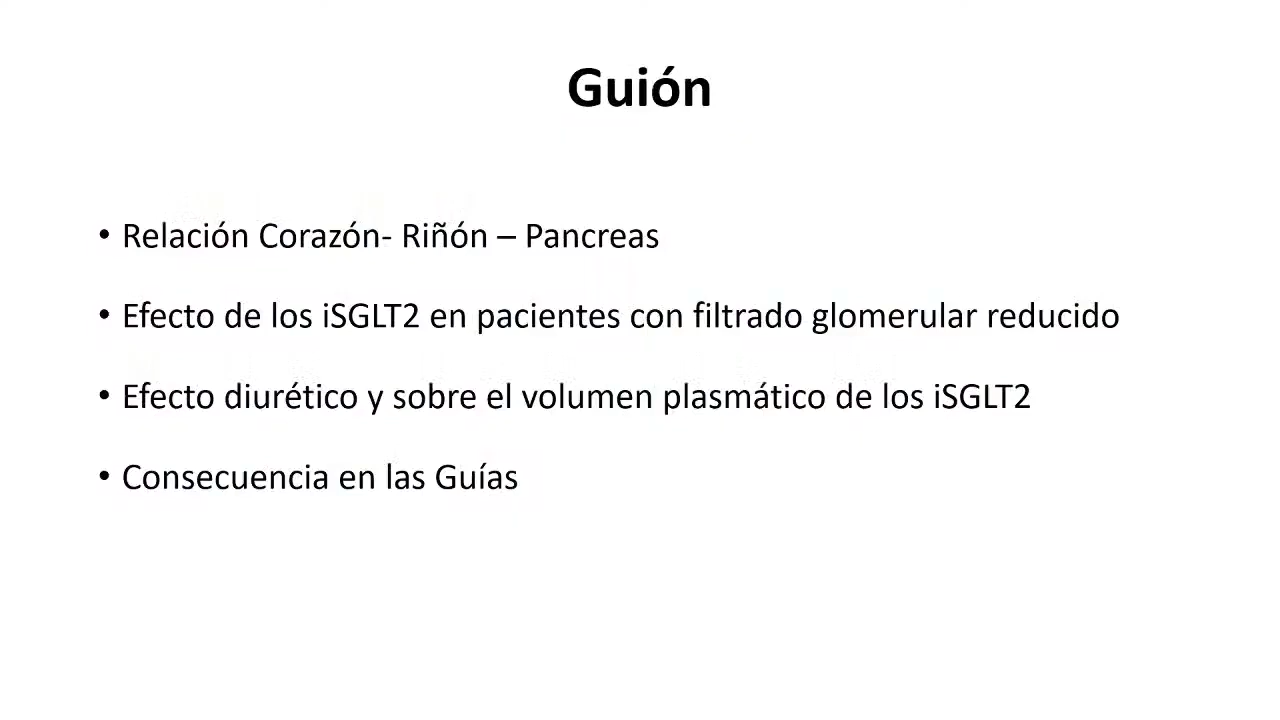 Guión
• Relación Corazón- Riñón – Pancreas
• Efecto de los iSGLT2 en pacientes con filtrado glomerular reducido
• Efecto diurético y sobre el volumen plasmático de los iSGLT2
• Consecuencia en las Guías